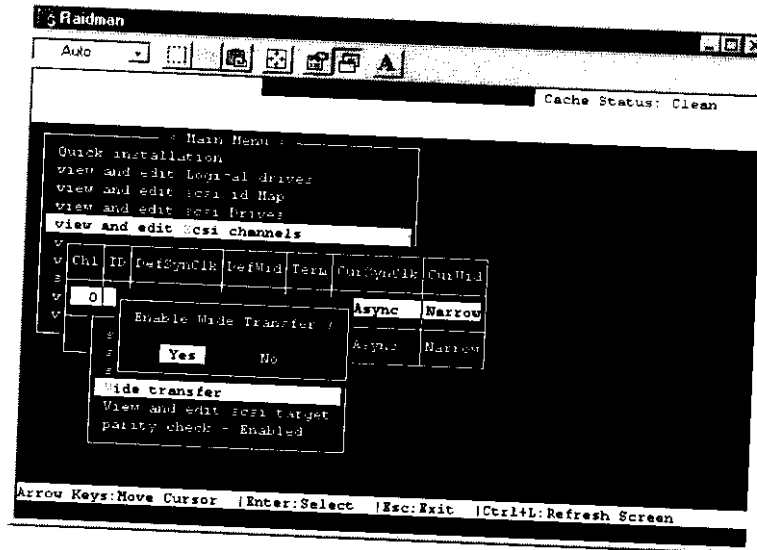 Raidman
Auto
A
Cache Status: Clean
Main Menu
Quick installation
view and edit Logical drives
view and edit scsi id Map
view and edit scsi Drives
view and edit Scsi channels
v
v
s
v
v
Chl ID DefSynClk DefWid Term CurSynClk CurWid
0 Async Narrow
Async Narrow
Enable Wide Transfer ?
Yes No
s
s
s
Wide transfer
View and edit scsi target
parity check - Enabled
Arrow Keys:Move Cursor |Enter:Select |Esc:Exit |Ctrl+L:Refresh Screen